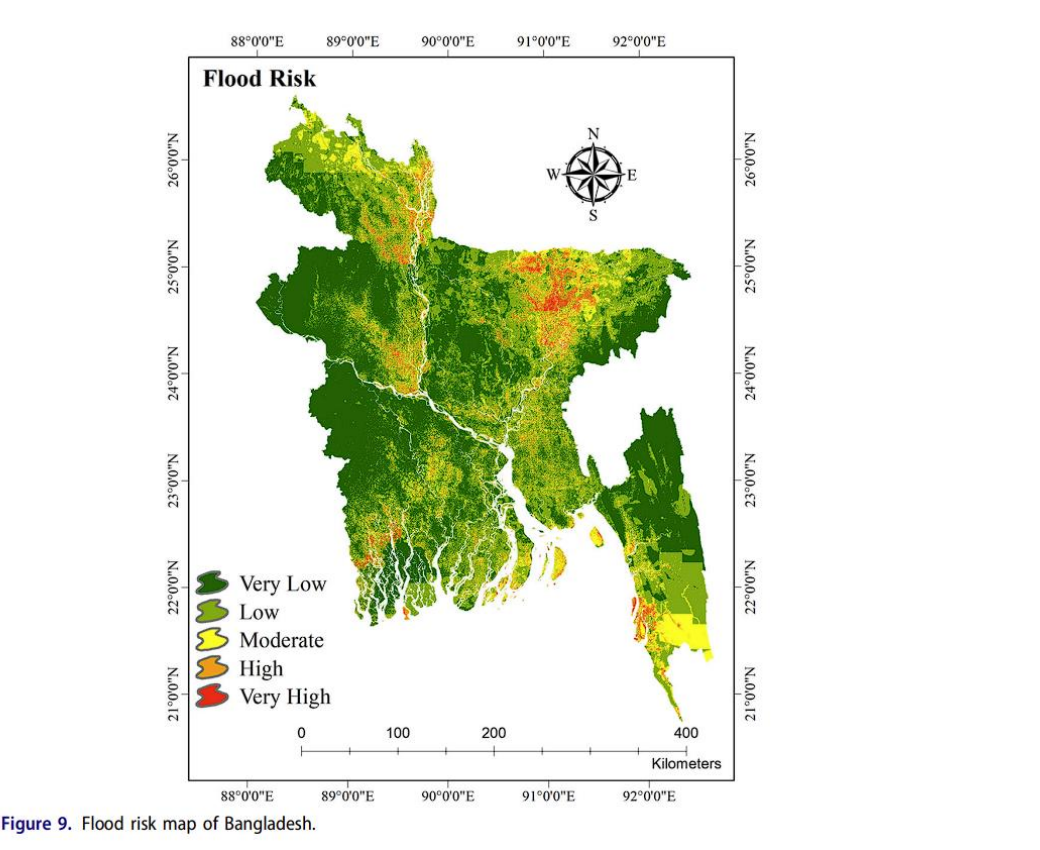 88°0'0"E 89°0'0"E 90°0'0"E 91°0'0"E 92°0'0"E
Flood Risk
N
W E
S
26°0'0"N 26°0'0"N
25°0'0"N 25°0'0"N
24°0'0"N 24°0'0"N
23°0'0"N 23°0'0"N
22°0'0"N 22°0'0"N
21°0'0"N 21°0'0"N
Very Low
Low
Moderate
High
Very High
0 100 200 400
Kilometers
88°0'0"E 89°0'0"E 90°0'0"E 91°0'0"E 92°0'0"E
Figure 9. Flood risk map of Bangladesh.